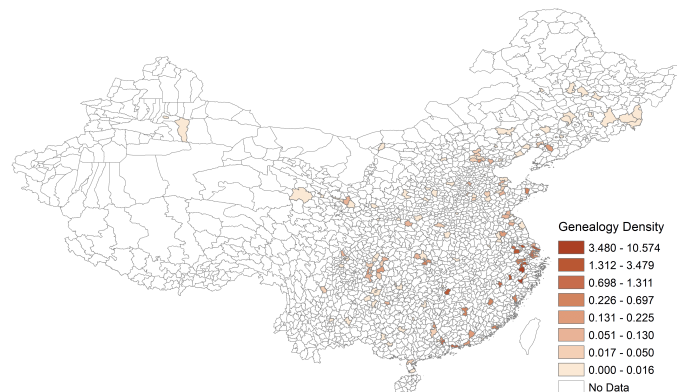 Genealogy Density
3.480 - 10.574
1.312 - 3.479
0.698 - 1.311
0.226 - 0.697
0.131 - 0.225
0.051 - 0.130
0.017 - 0.050
0.000 - 0.016
No Data